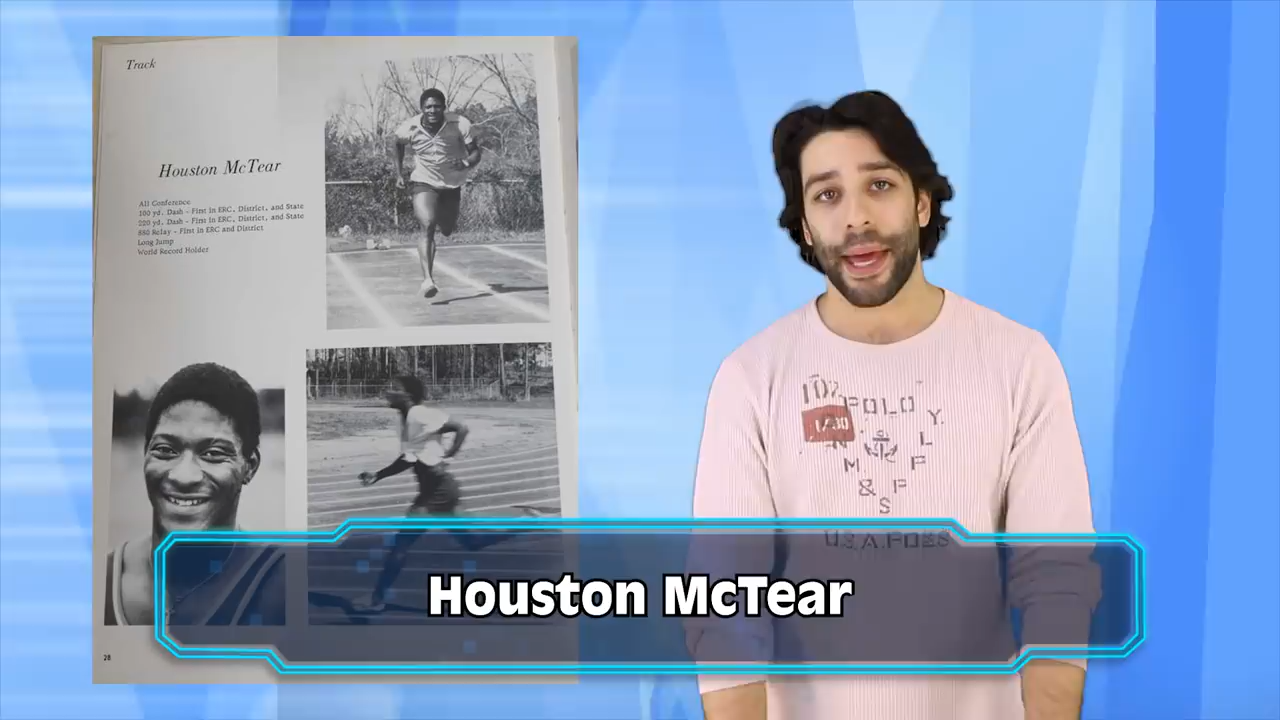 Track
Houston McTear
All Conference
100 yd. Dash - First in ERC, District, and State
220 yd. Dash - First in ERC, District, and State
880 Relay - First in ERC and District
Long Jump
World Record Holder
28
POLO
Y.
L
M P
& P
S
U.S.A.
Houston McTear